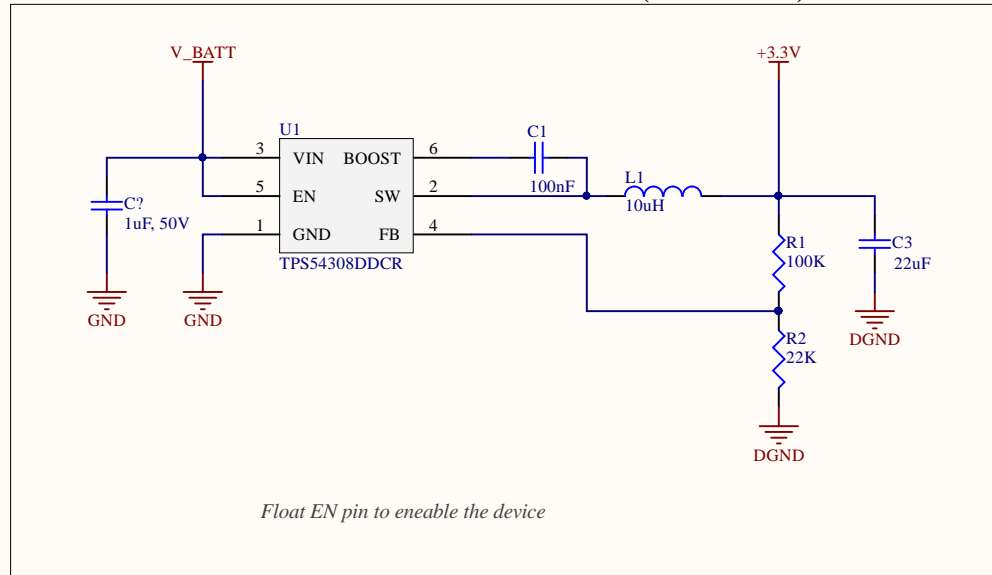 V_BATT
+3.3V
U1
C1
3
VIN
BOOST
6
100nF
L1
10uH
5
EN
SW
2
C?
1uF, 50V
1
GND
FB
4
TPS54308DDCR
R1
100K
C3
22uF
GND
GND
R2
22K
DGND
DGND
Float EN pin to eneable the device